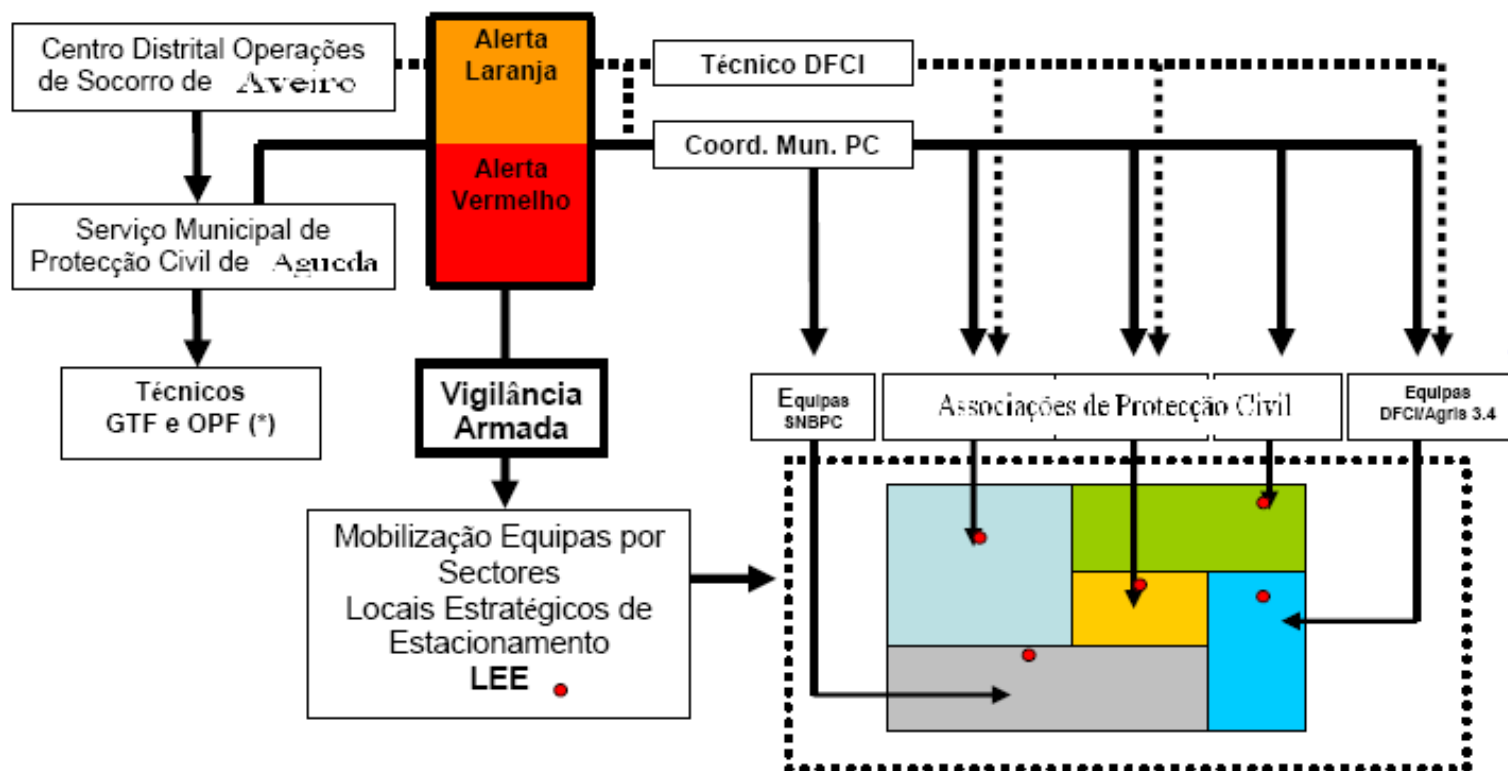 Centro Distrital Operações
de Socorro de Aveiro
Alerta
Laranja
Técnico DFCI
Coord. Mun. PC
Alerta
Vermelho
Serviço Municipal de
Protecção Civil de Agueda
Técnicos
GTF e OPF (*)
Vigilância
Armada
Equipas
SNBPC
Associações de Protecção Civil
Equipas
DFCI/Agris 3.4
Mobilização Equipas por
Sectores
Locais Estratégicos de
Estacionamento
LEE